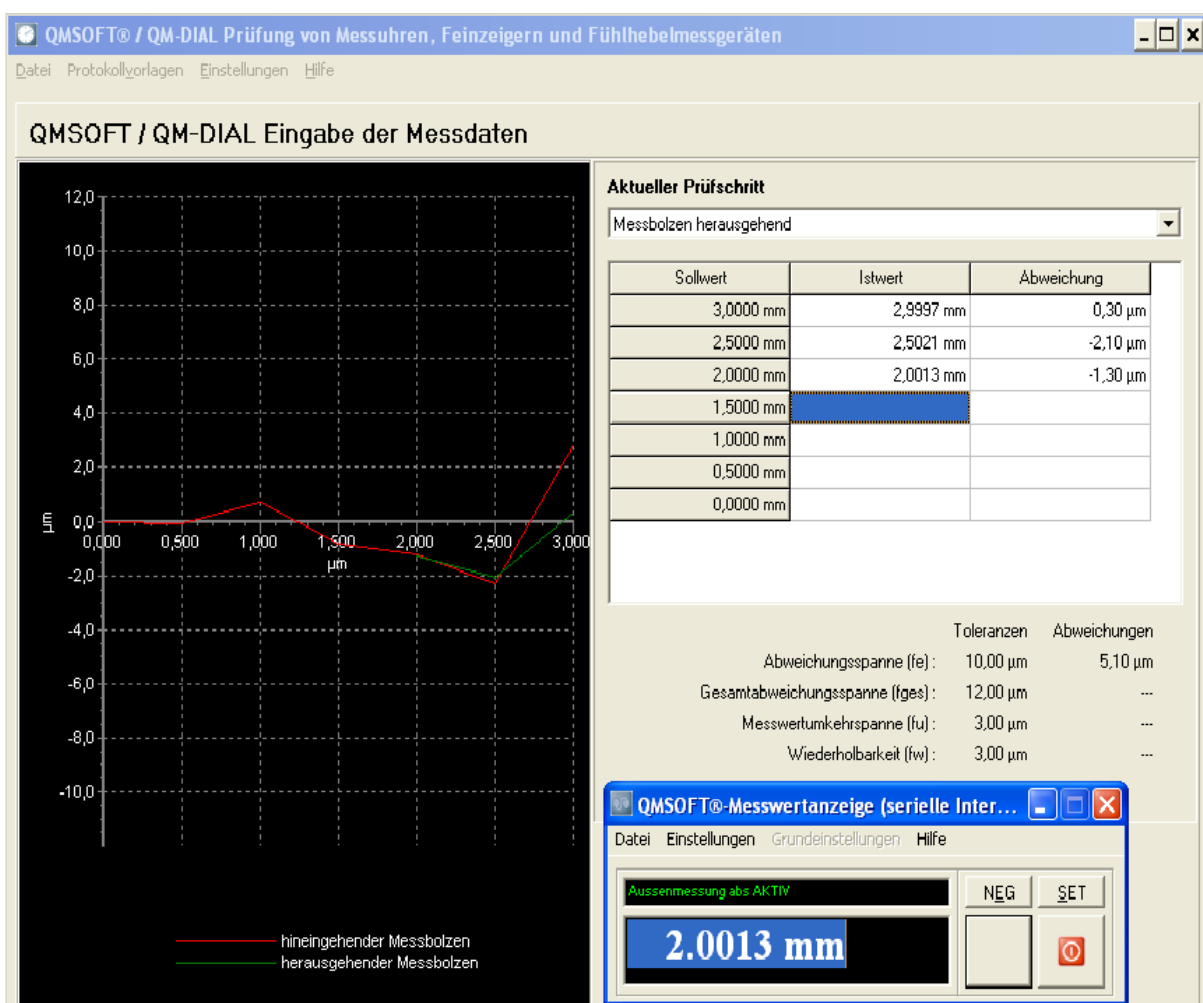 QMSOFT® / QM-DIAL Prüfung von Messuhren, Feinzeigern und Fühlhebelmessgeräten
Datei Protokollvorlagen Einstellungen Hilfe
QMSOFT / QM-DIAL Eingabe der Messdaten
12,0
10,0
8,0
6,0
4,0
2,0
0,0
-2,0
-4,0
-6,0
-8,0
-10,0
µm
0,000 0,500 1,000 1,500 2,000 2,500 3,000
µm
hineingehender Messbolzen
herausgehender Messbolzen
Aktueller Prüfschritt
Messbolzen herausgehend
Sollwert Istwert Abweichung
3,0000 mm 2,9997 mm 0,30 µm
2,5000 mm 2,5021 mm -2,10 µm
2,0000 mm 2,0013 mm -1,30 µm
1,5000 mm
1,0000 mm
0,5000 mm
0,0000 mm
Toleranzen Abweichungen
Abweichungsspanne (fe) : 10,00 µm 5,10 µm
Gesamtabweichungsspanne (fges) : 12,00 µm ---
Messwertumkehrspanne (fu) : 3,00 µm ---
Wiederholbarkeit (fw) : 3,00 µm ---
QMSOFT®-Messwertanzeige (serielle Inter...
Datei Einstellungen Grundeinstellungen Hilfe
Aussenmessung abs AKTIV
NEG SET
2.0013 mm